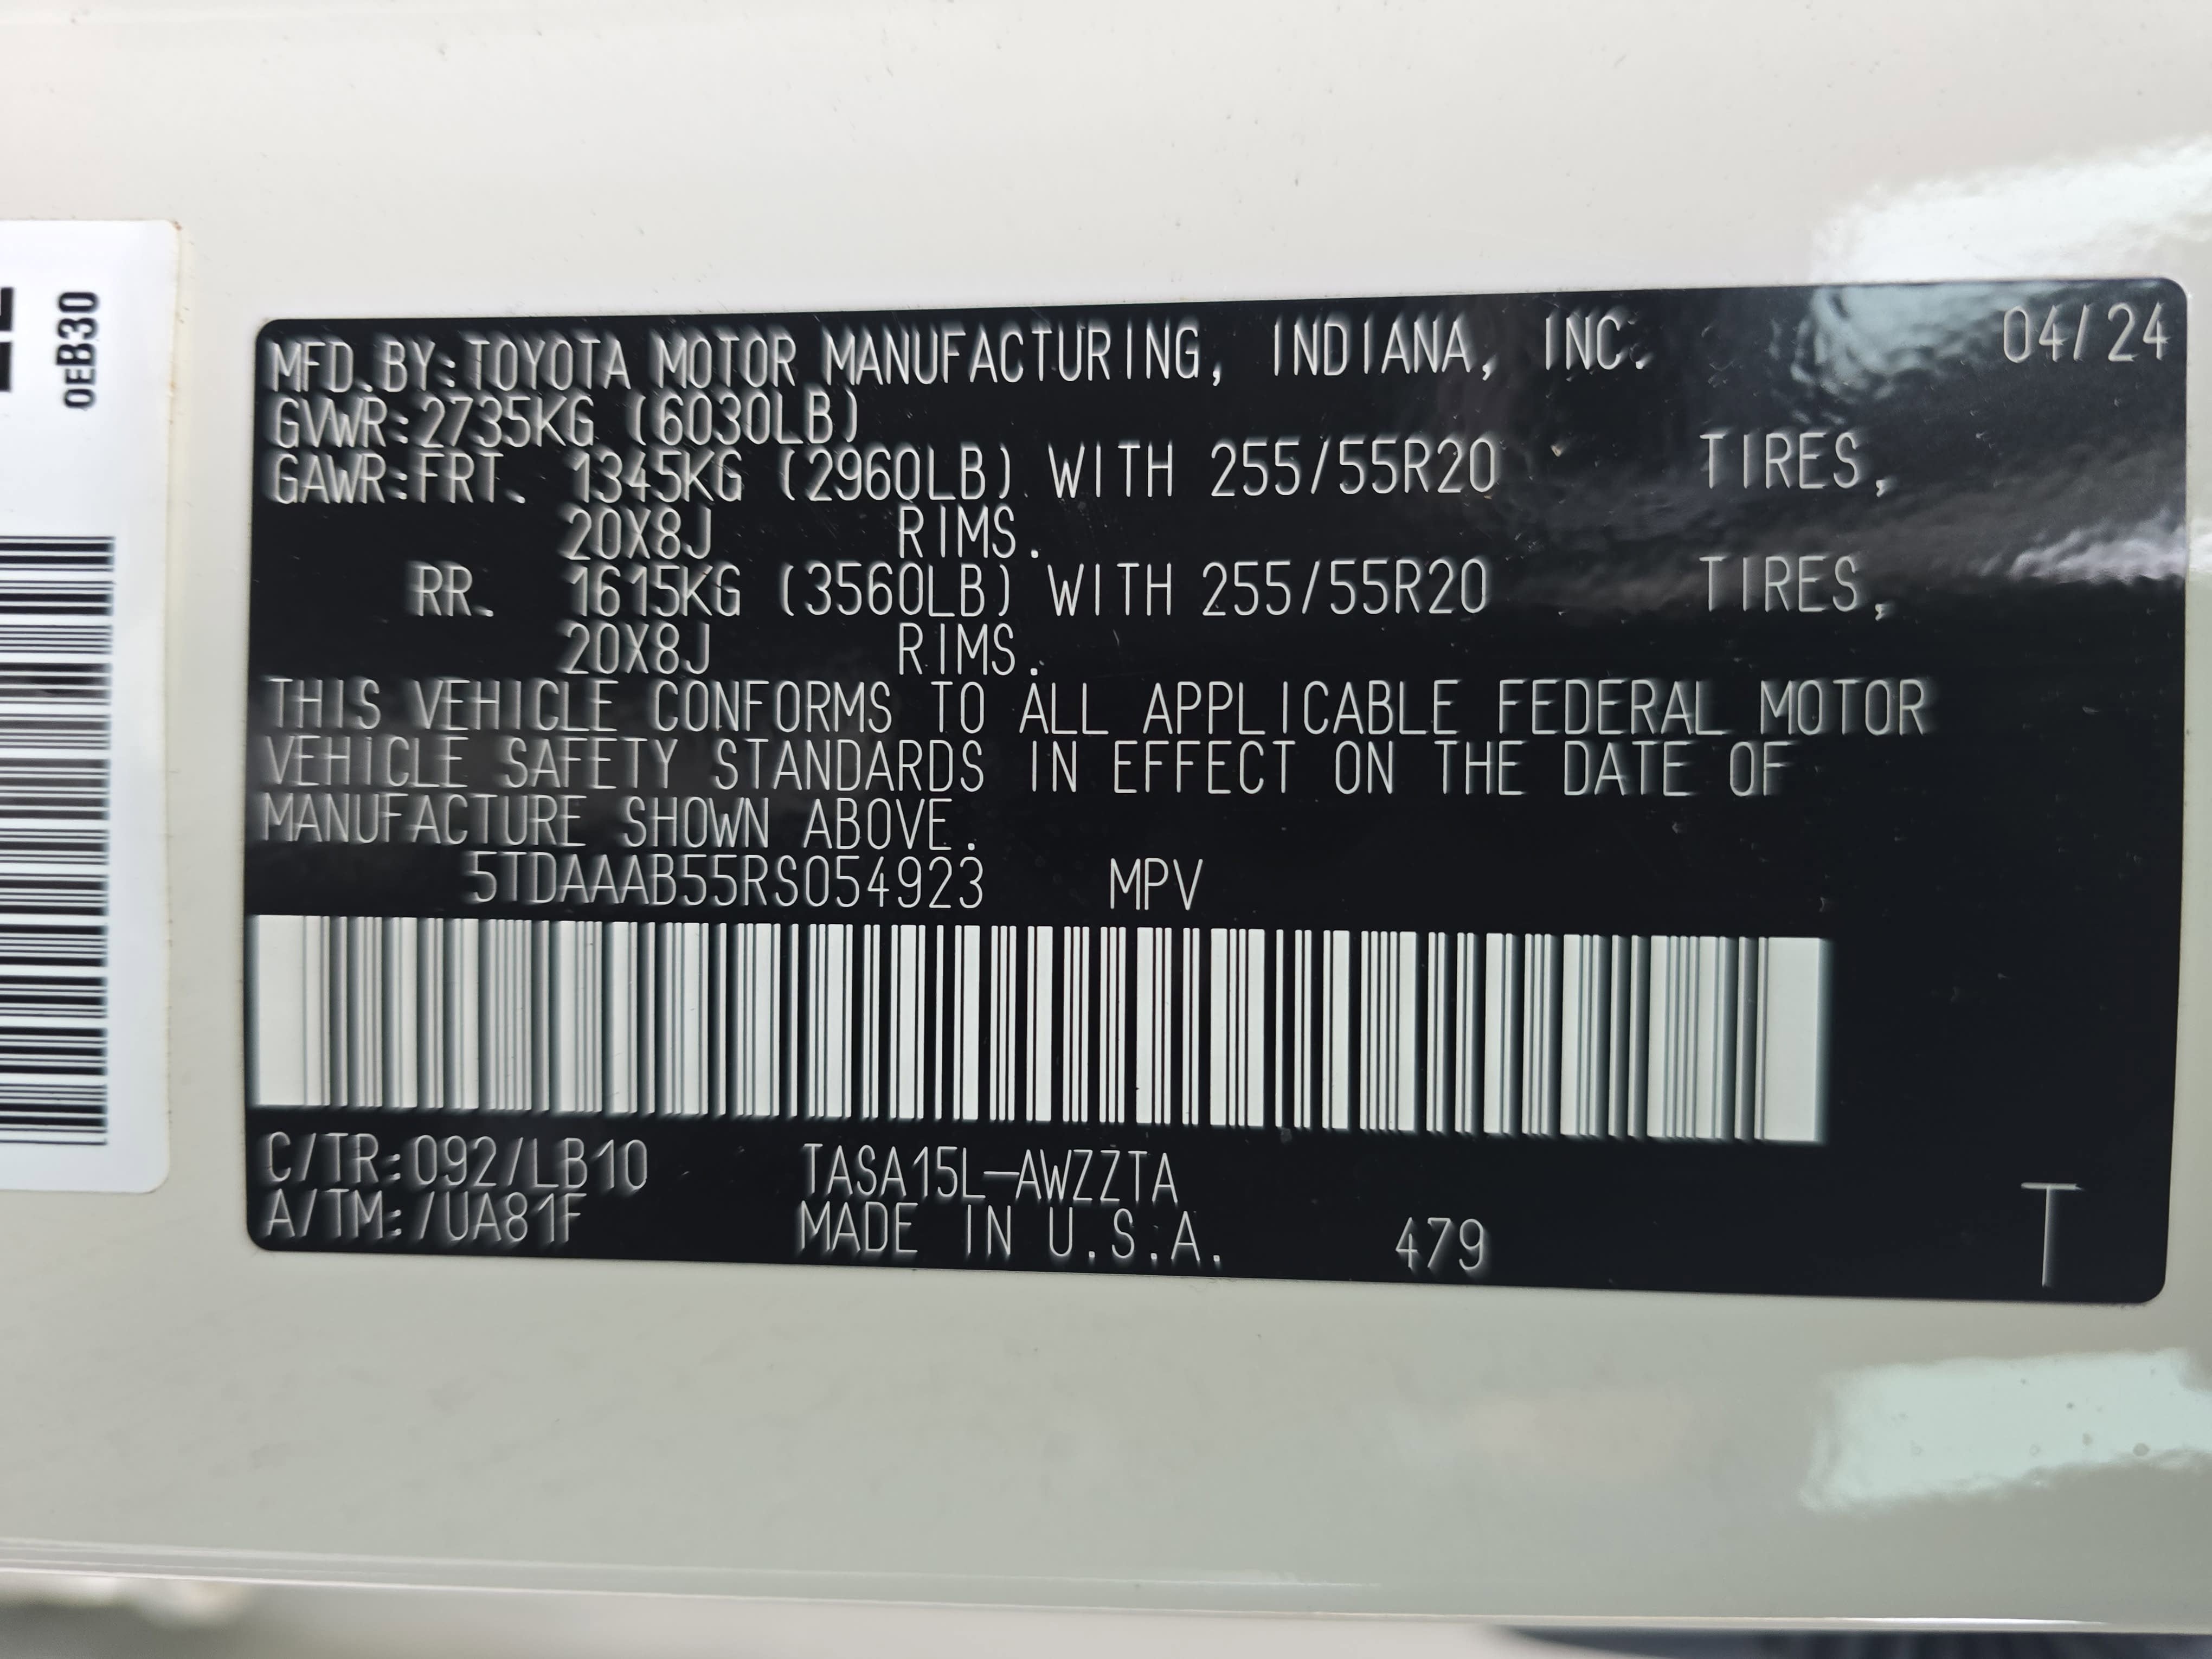 0EB30
MFD.BY:TOYOTA MOTOR MANUFACTURING, INDIANA, INC. 04/24
GVWR:2735KG (6030LB)
GAWR:FRT. 1345KG (2960LB) WITH 255/55R20 TIRES,
20X8J RIMS.
RR. 1615KG (3560LB) WITH 255/55R20 TIRES,
20X8J RIMS.
THIS VEHICLE CONFORMS TO ALL APPLICABLE FEDERAL MOTOR
VEHICLE SAFETY STANDARDS IN EFFECT ON THE DATE OF
MANUFACTURE SHOWN ABOVE.
5TDAAAB55RS054923 MPV
C/TR:092/LB10 TASA15L-AWZZTA
A/TM:/UA81F MADE IN U.S.A. 479 T